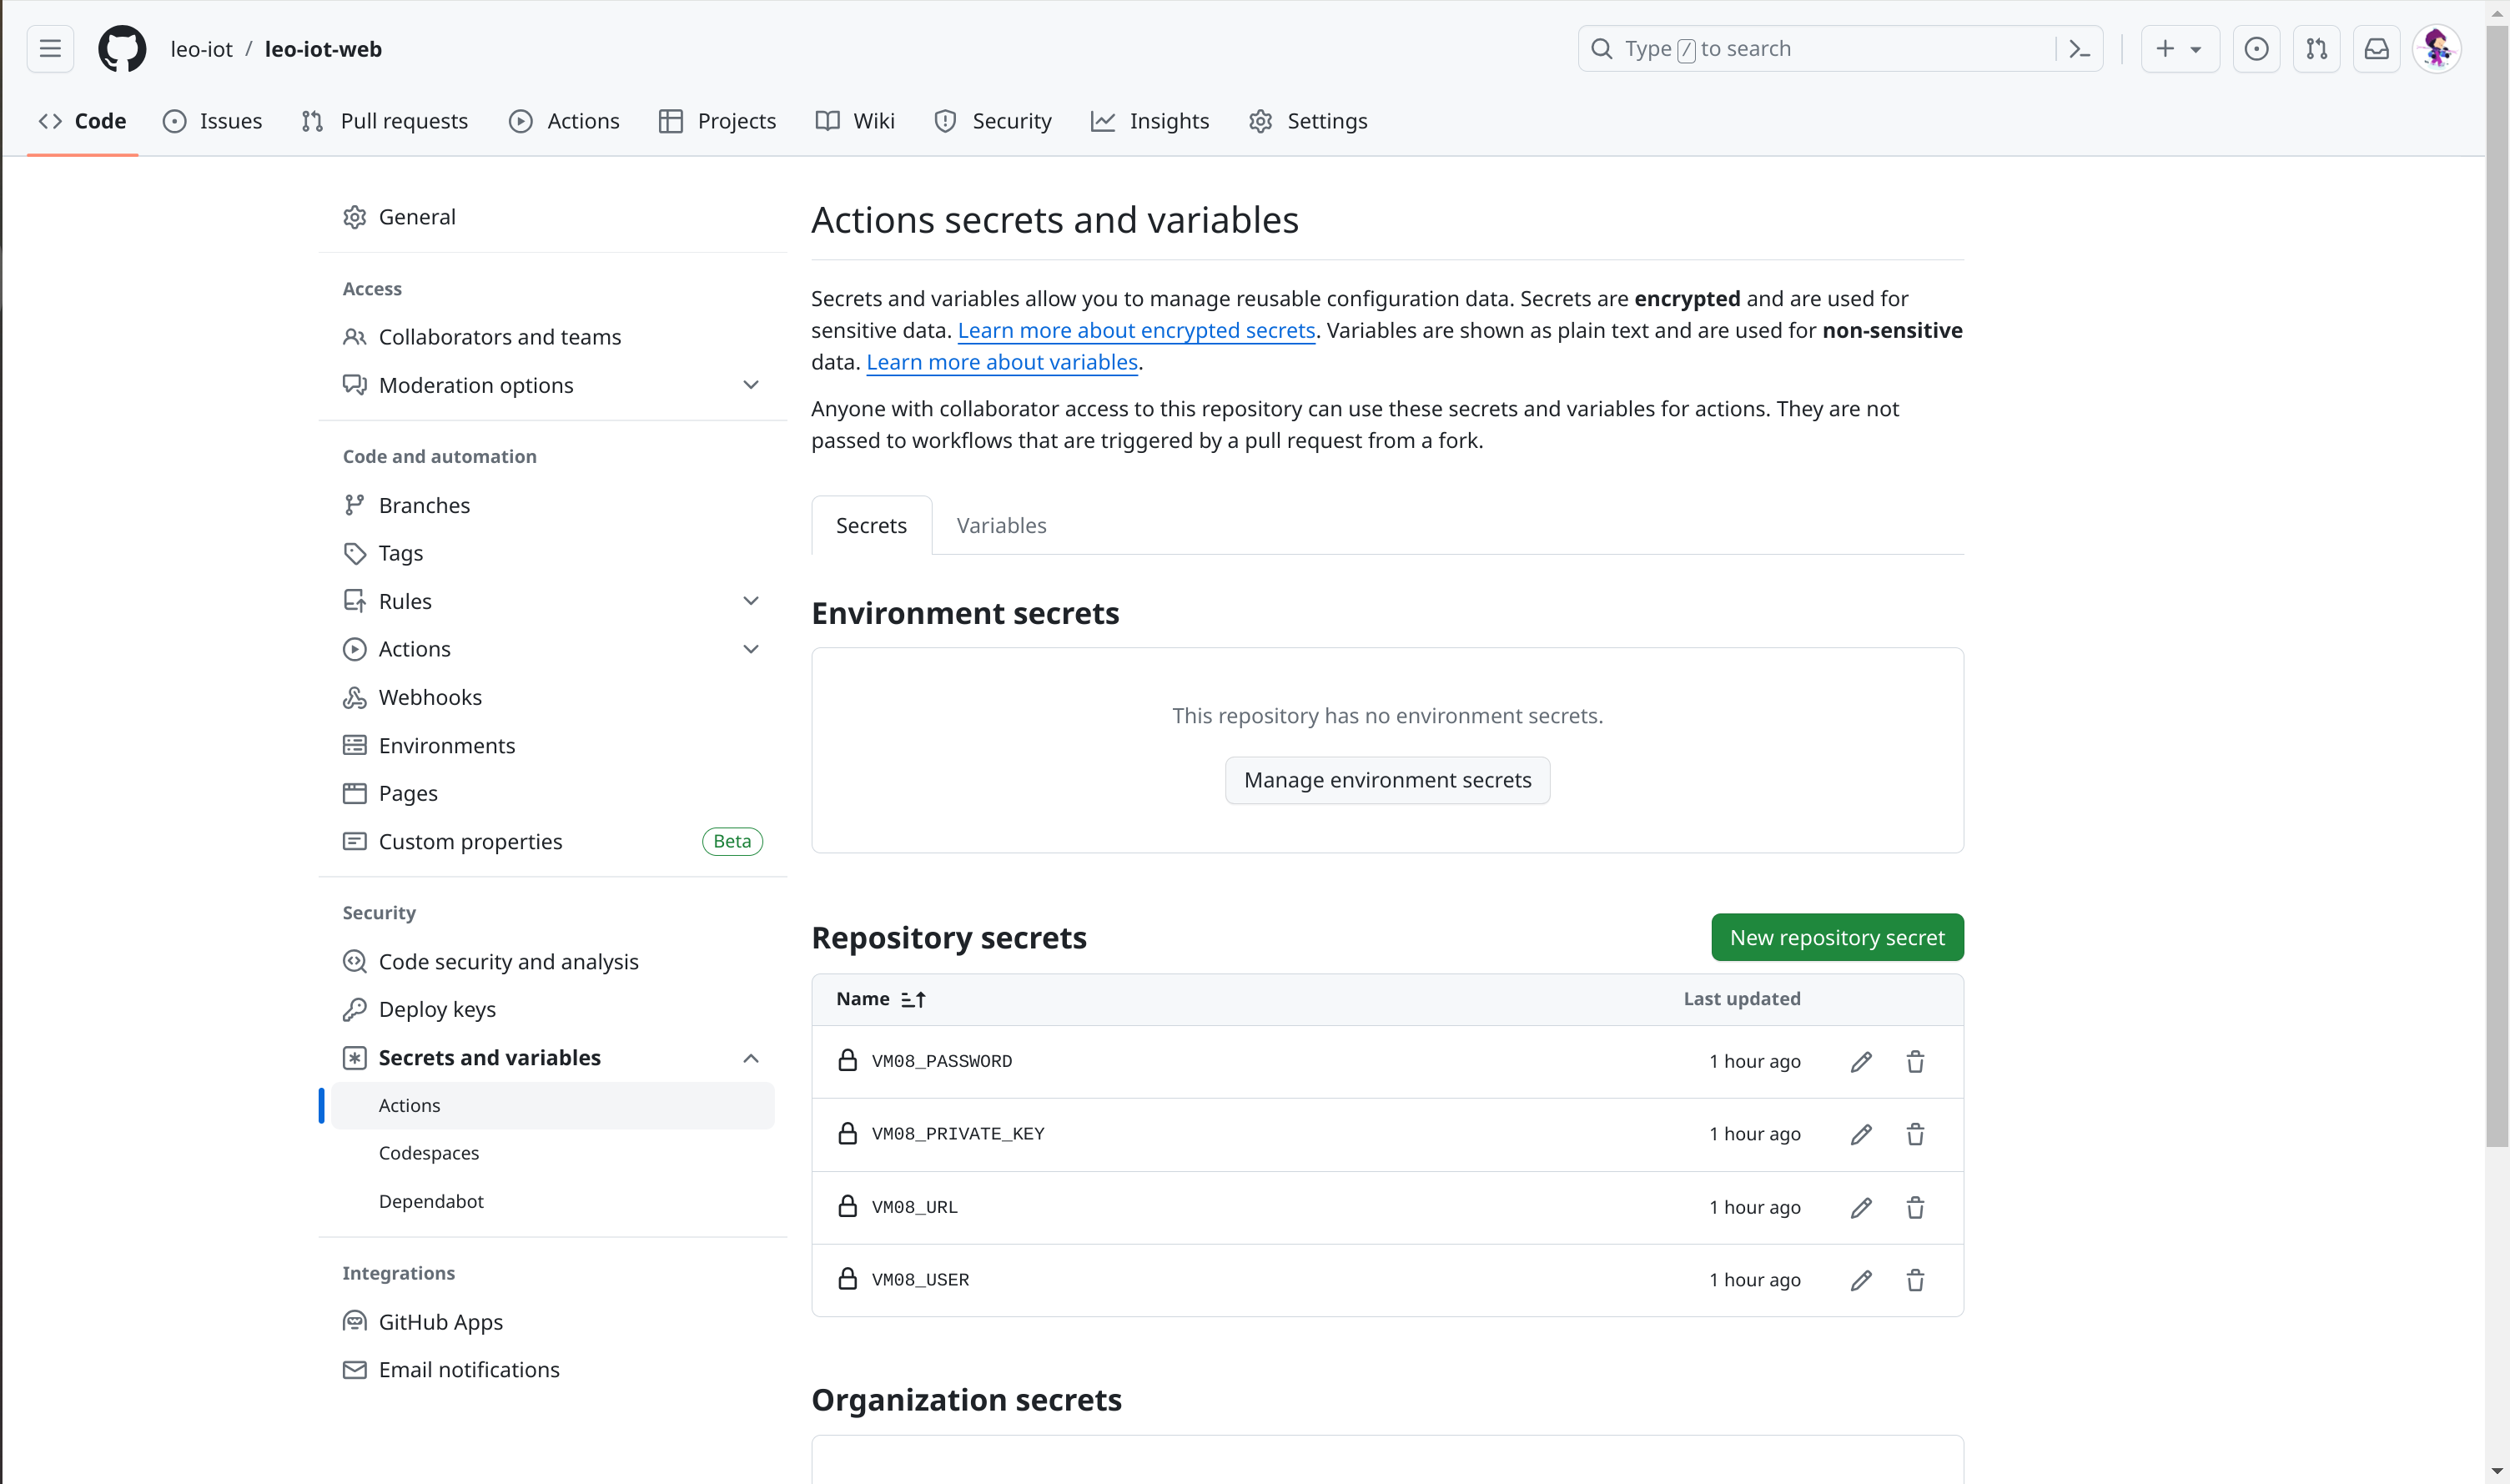 leo-iot / leo-iot-web
Type / to search
Code
Issues
Pull requests
Actions
Projects
Wiki
Security
Insights
Settings
General
Access
Collaborators and teams
Moderation options
Code and automation
Branches
Tags
Rules
Actions
Webhooks
Environments
Pages
Custom properties
Beta
Security
Code security and analysis
Deploy keys
Secrets and variables
Actions
Codespaces
Dependabot
Integrations
GitHub Apps
Email notifications
Actions secrets and variables
Secrets and variables allow you to manage reusable configuration data. Secrets are encrypted and are used for
sensitive data. Learn more about encrypted secrets. Variables are shown as plain text and are used for non-sensitive
data. Learn more about variables.
Anyone with collaborator access to this repository can use these secrets and variables for actions. They are not
passed to workflows that are triggered by a pull request from a fork.
Secrets
Variables
Environment secrets
This repository has no environment secrets.
Manage environment secrets
Repository secrets
New repository secret
Name
Last updated
VM08_PASSWORD
1 hour ago
VM08_PRIVATE_KEY
1 hour ago
VM08_URL
1 hour ago
VM08_USER
1 hour ago
Organization secrets